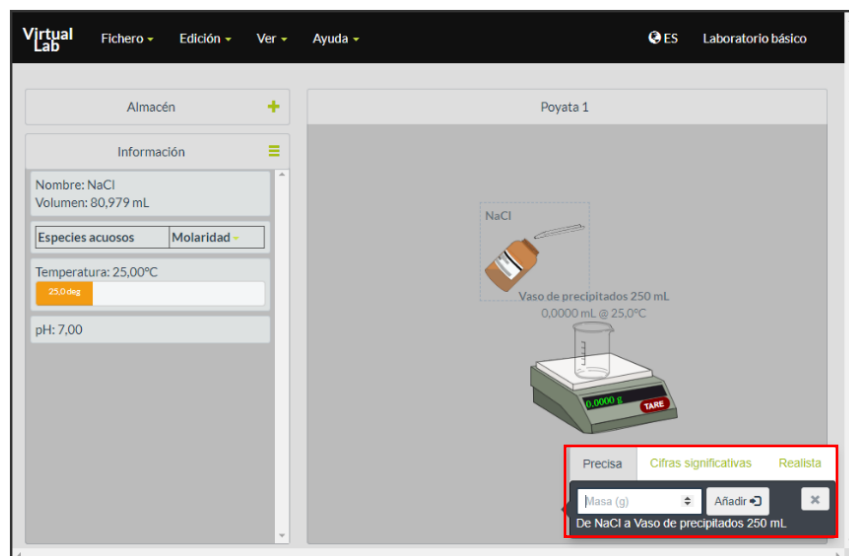 Virtual Lab Fichero Edición Ver Ayuda ES Laboratorio básico
Almacén
Poyata 1
Información
Nombre: NaCl
Volumen: 80,979 mL
Especies acuosos Molaridad
Temperatura: 25,00ºC
25,0 deg
pH: 7,00
NaCl
Vaso de precipitados 250 mL
0,0000 mL @ 25,0ºC
0.0000 g TARE
Precisa Cifras significativas Realista
Masa (g) Añadir
De NaCl a Vaso de precipitados 250 mL